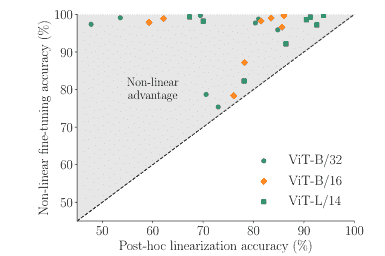 Non-linear fine-tuning accuracy (%)
100
90
80
70
60
50
Non-linear
advantage
ViT-B/32
ViT-B/16
ViT-L/14
50
60
70
80
90
100
Post-hoc linearization accuracy (%)